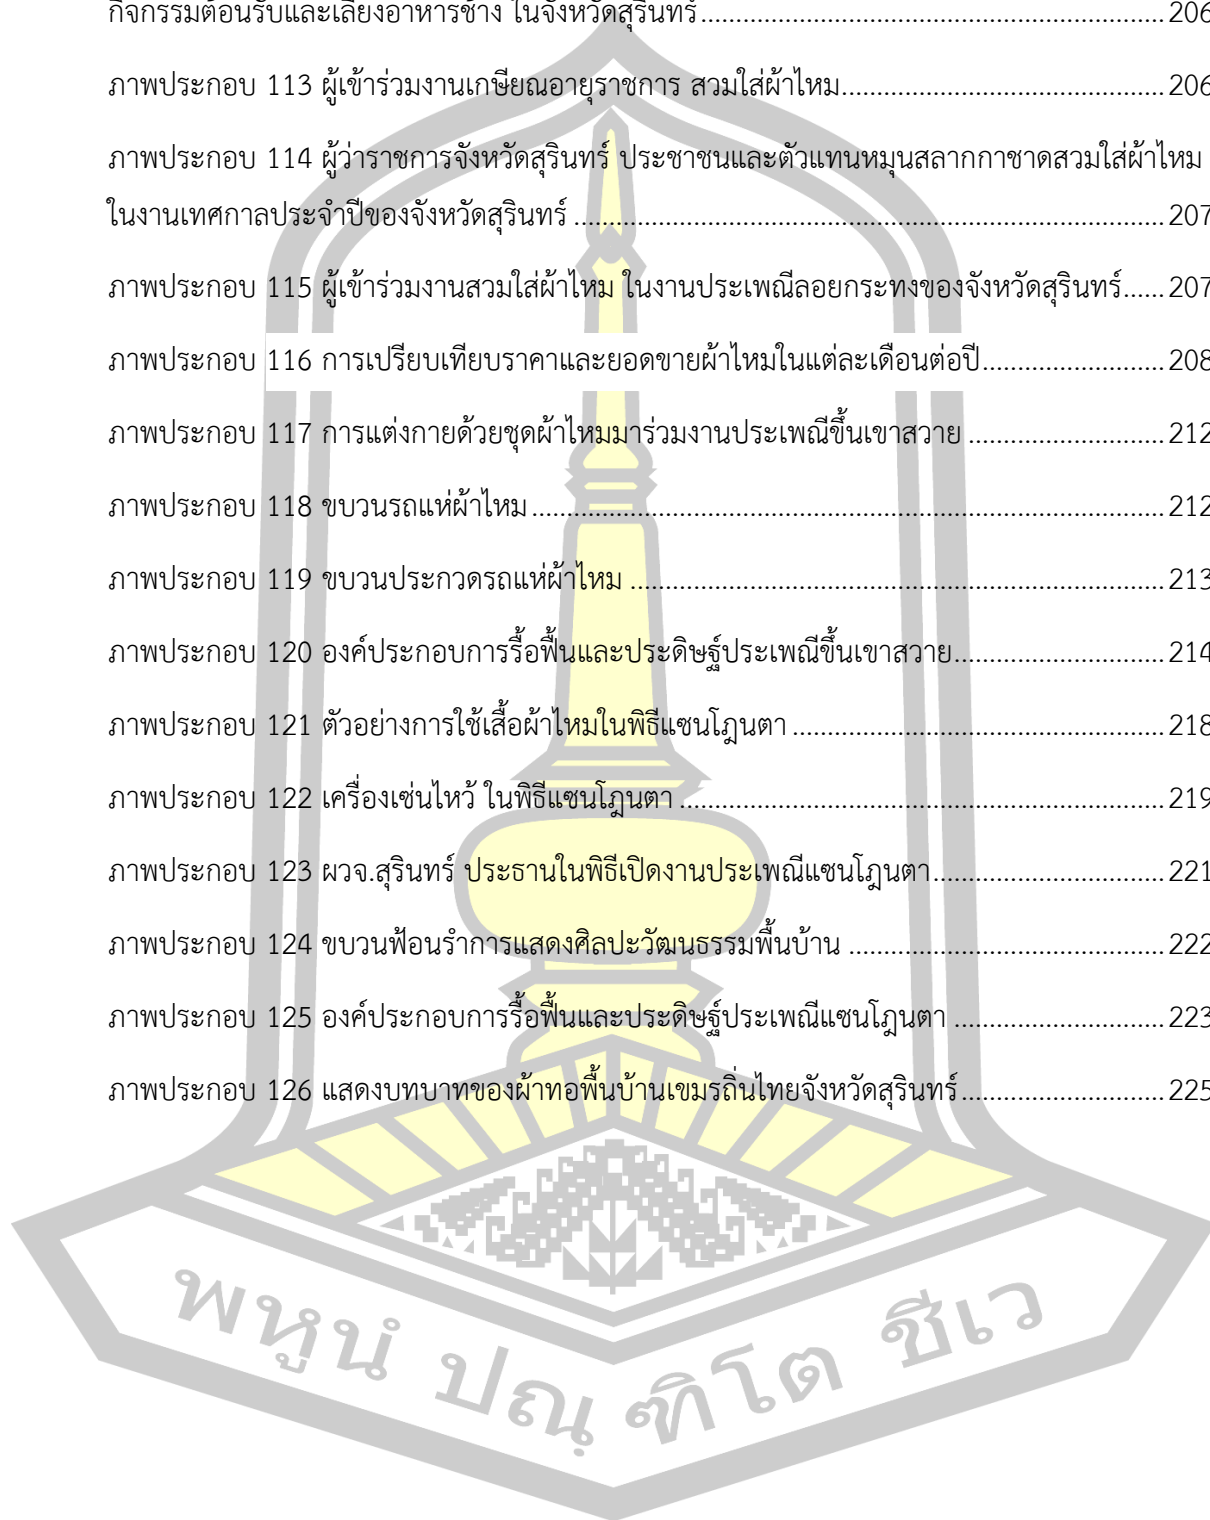 กิจกรรมต้อนรับและเลี้ยงอาหารช้าง ในจังหวัดสุรินทร์ ........................................................ 206
ภาพประกอบ 113 ผู้เข้าร่วมงานเกษียณอายุราชการ สวมใส่ผ้าไหม....................................... 206
ภาพประกอบ 114 ผู้ว่าราชการจังหวัดสุรินทร์ ประชาชนและตัวแทนหมุนสลากกาชาดสวมใส่ผ้าไหม
ในงานเทศกาลประจำปีของจังหวัดสุรินทร์ ....................................................................... 207
ภาพประกอบ 115 ผู้เข้าร่วมงานสวมใส่ผ้าไหม ในงานประเพณีลอยกระทงของจังหวัดสุรินทร์...... 207
ภาพประกอบ 116 การเปรียบเทียบราคาและยอดขายผ้าไหมในแต่ละเดือนต่อปี...................... 208
ภาพประกอบ 117 การแต่งกายด้วยชุดผ้าไหมมาร่วมงานประเพณีขึ้นเขาสวาย ........................ 212
ภาพประกอบ 118 ขบวนรถแห่ผ้าไหม ............................................................................. 212
ภาพประกอบ 119 ขบวนประกวดรถแห่ผ้าไหม ................................................................. 213
ภาพประกอบ 120 องค์ประกอบการรื้อฟื้นและประดิษฐ์ประเพณีขึ้นเขาสวาย.......................... 214
ภาพประกอบ 121 ตัวอย่างการใช้เสื้อผ้าไหมในพิธีแซนโฎนตา ............................................. 218
ภาพประกอบ 122 เครื่องเซ่นไหว้ ในพิธีแซนโฎนตา ........................................................... 219
ภาพประกอบ 123 ผวจ.สุรินทร์ ประธานในพิธีเปิดงานประเพณีแซนโฎนตา............................ 221
ภาพประกอบ 124 ขบวนฟ้อนรำการแสดงศิลปะวัฒนธรรมพื้นบ้าน ...................................... 222
ภาพประกอบ 125 องค์ประกอบการรื้อฟื้นและประดิษฐ์ประเพณีแซนโฎนตา .......................... 223
ภาพประกอบ 126 แสดงบทบาทของผ้าทอพื้นบ้านเขมรถิ่นไทยจังหวัดสุรินทร์ ......................... 225
พหูนํ ปณฺฑิโต ชีเว